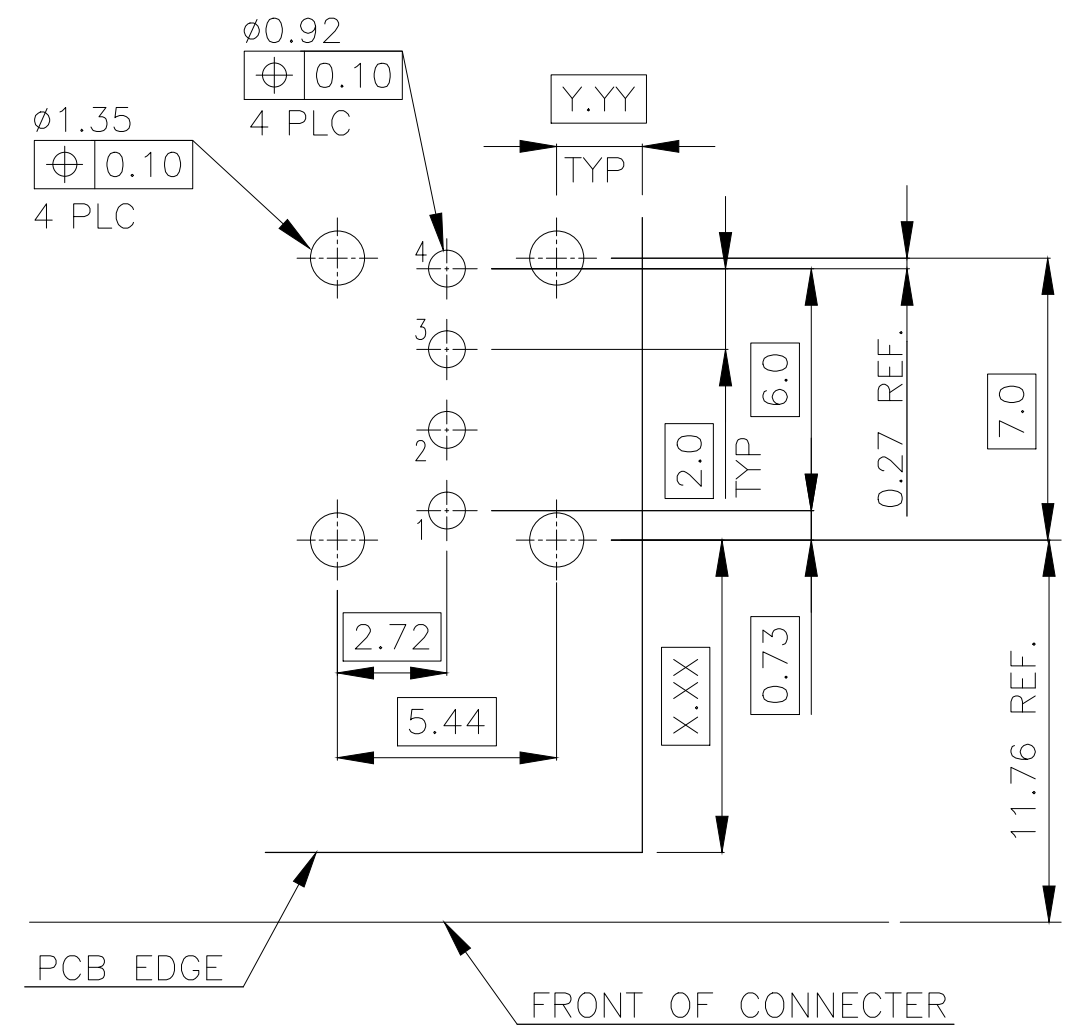 ⌀0.92
⌖ 0.10
4 PLC
⌀1.35
⌖ 0.10
4 PLC
Y.YY
TYP
4
3
2
1
2.0
TYP
6.0
0.27 REF.
7.0
2.72
5.44
X.XX
0.73
11.76 REF.
PCB EDGE
FRONT OF CONNECTER